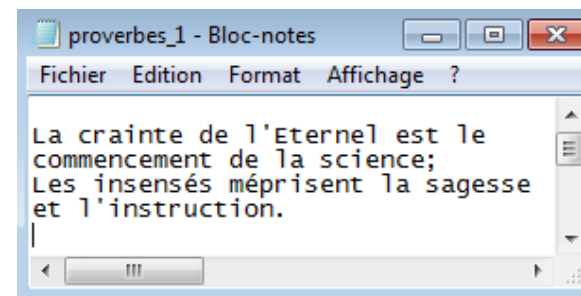 proverbes_1 - Bloc-notes
Fichier Edition Format Affichage ?
La crainte de l'Eternel est le
commencement de la science;
Les insensés méprisent la sagesse
et l'instruction.